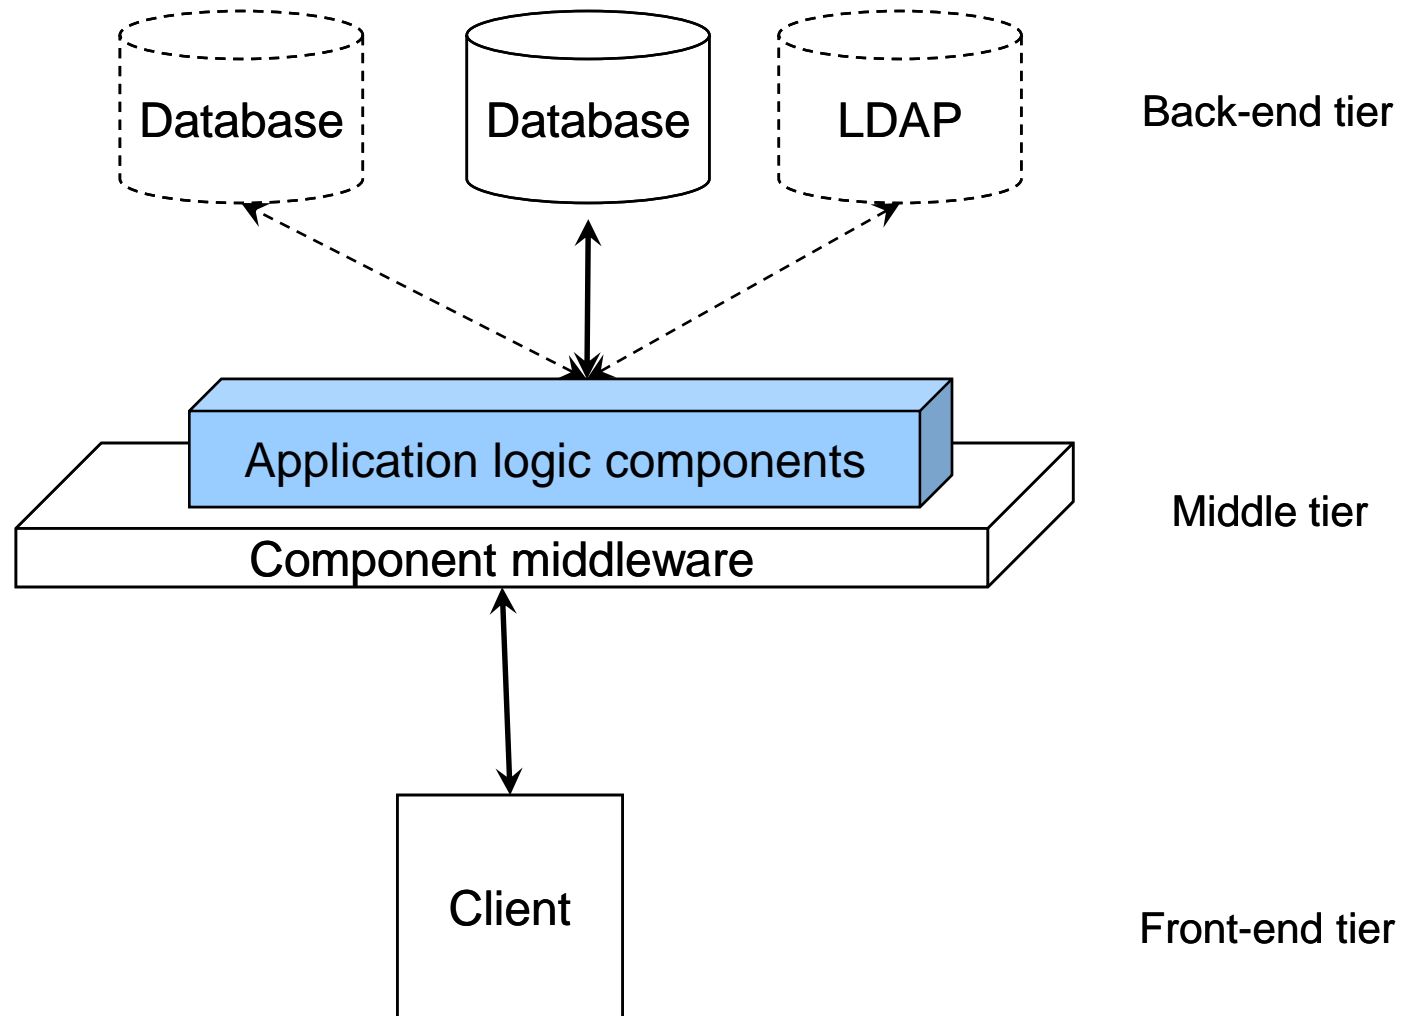 Database
Database
LDAP
Back-end tier
Application logic components
Middle tier
Component middleware
Client
Front-end tier